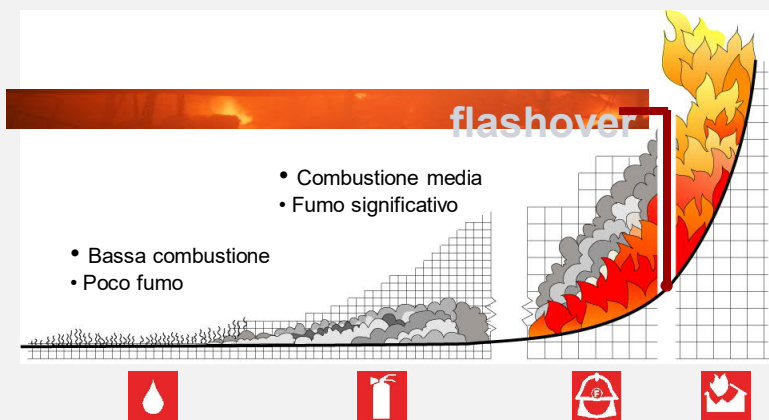 flashover
• Combustione media
• Fumo significativo
• Bassa combustione
• Poco fumo
F